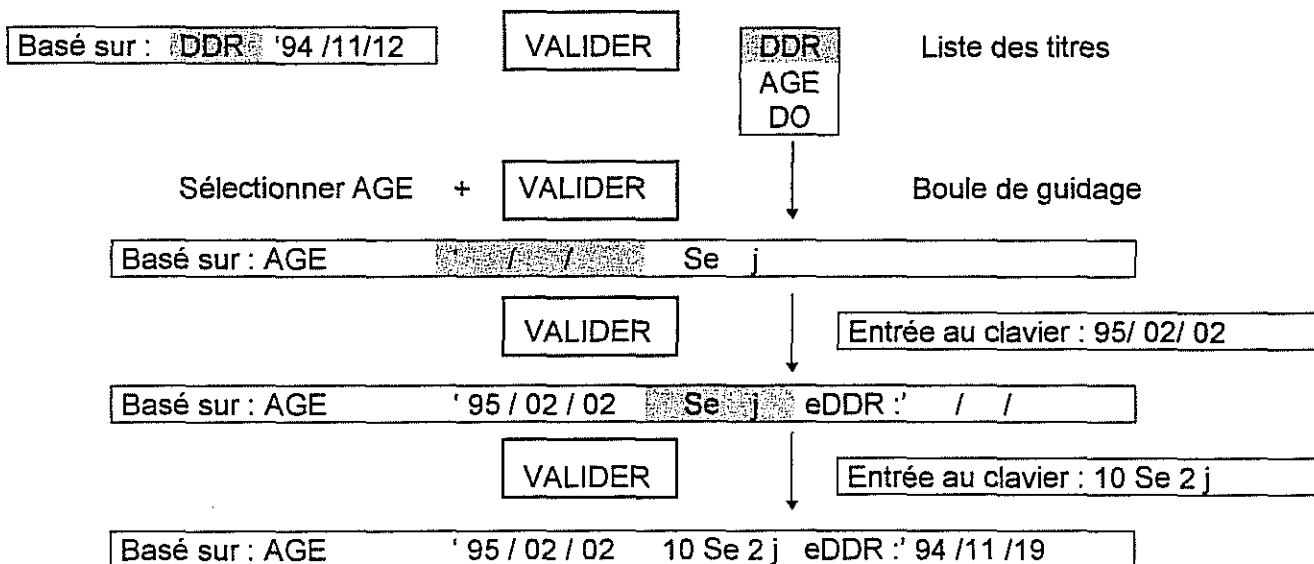 Basé sur : DDR '94 /11/12 VALIDER DDR Liste des titres
AGE
DO
Sélectionner AGE + VALIDER Boule de guidage
Basé sur : AGE ' / / Se j
VALIDER Entrée au clavier : 95/ 02/ 02
Basé sur : AGE ' 95 / 02 / 02 Se j eDDR :' / /
VALIDER Entrée au clavier : 10 Se 2 j
Basé sur : AGE ' 95 / 02 / 02 10 Se 2 j eDDR :' 94 /11 /19